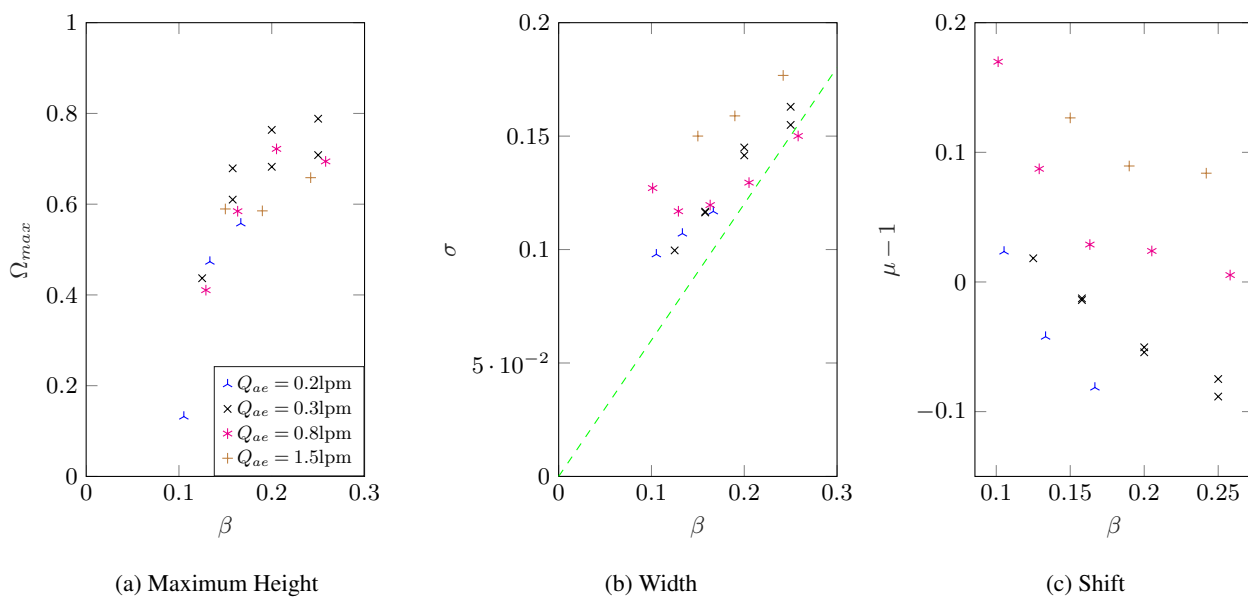 1
0.8
0.6
0.4
0.2
0
0 0.1 0.2 0.3
Ω_max
β
Q_ae = 0.2lpm
Q_ae = 0.3lpm
Q_ae = 0.8lpm
Q_ae = 1.5lpm
(a) Maximum Height
0.2
0.15
0.1
5 · 10^−2
0
0 0.1 0.2 0.3
σ
β
(b) Width
0.2
0.1
0
−0.1
0.1 0.15 0.2 0.25
μ − 1
β
(c) Shift